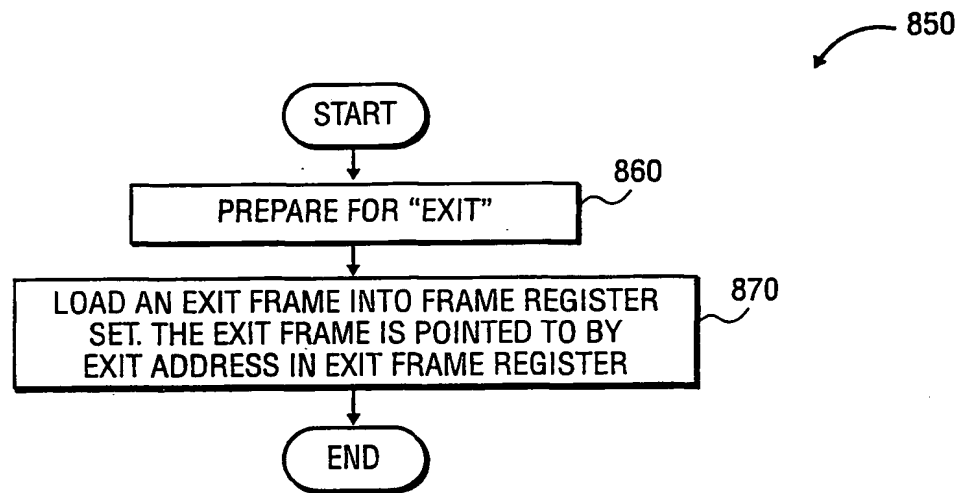 850
START
860
PREPARE FOR “EXIT”
870
LOAD AN EXIT FRAME INTO FRAME REGISTER
SET. THE EXIT FRAME IS POINTED TO BY
EXIT ADDRESS IN EXIT FRAME REGISTER
END